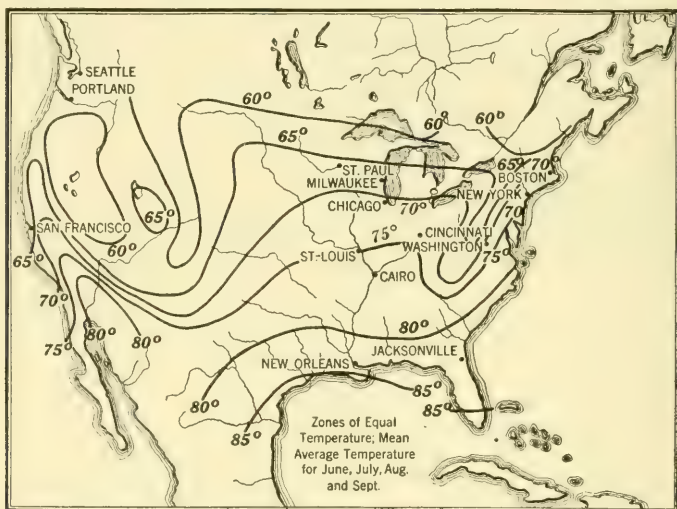 SEATTLE
PORTLAND
60°
60°
60°
65°
ST. PAUL
MILWAUKEE
65°
70°
BOSTON
NEW YORK
CHICAGO
70°
70
65°
SAN FRANCISCO
60°
75°
CINCINNATI
WASHINGTON
75°
ST-LOUIS
CAIRO
65°
70°
75°
80°
80°
80°
JACKSONVILLE
NEW ORLEANS
80°
85°
85°
85°
Zones of Equal
Temperature; Mean
Average Temperature
for June, July, Aug.
and Sept.